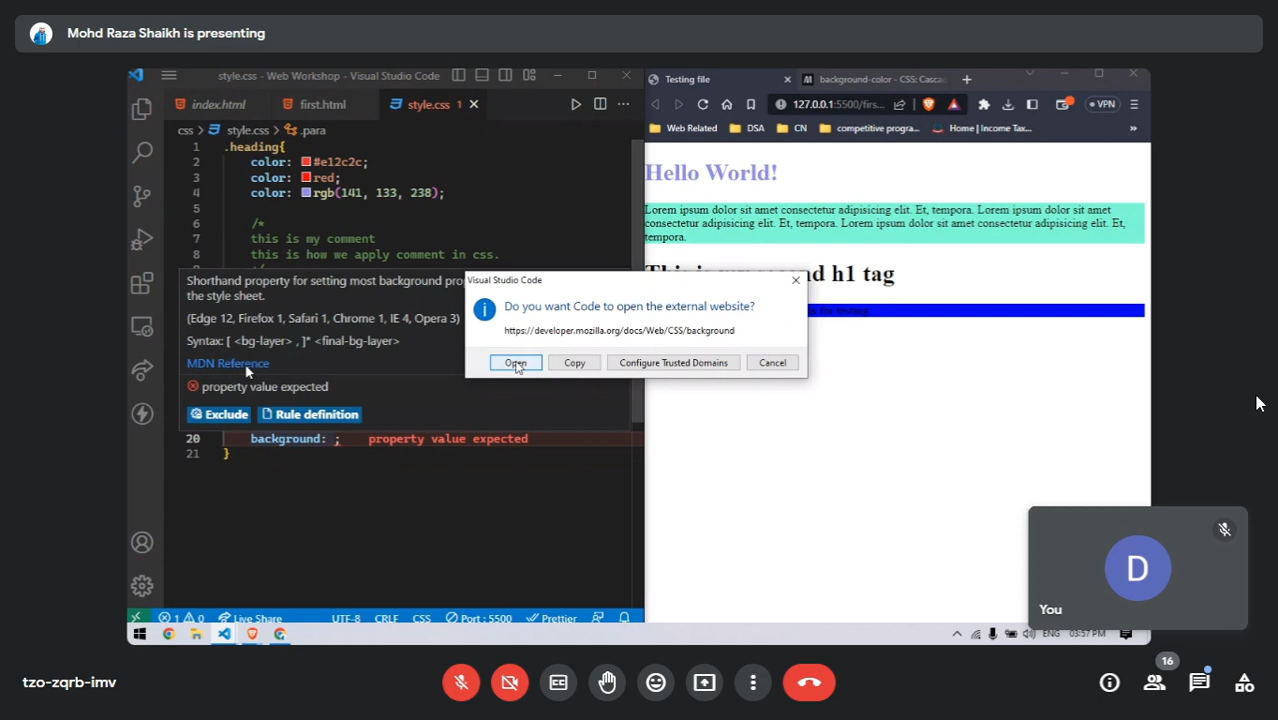 Mohd Raza Shaikh is presenting
style.css - Web Workshop - Visual Studio Code
index.html
first.html
style.css 1
css > style.css > .para
1 .heading{
2 color: #e12c2c;
3 color: red;
4 color: rgb(141, 133, 238);
5
6 /*
7 this is my comment
8 this is how we apply comment in css.
Shorthand property for setting most background
the style sheet.
(Edge 12, Firefox 1, Safari 1, Chrome 1, IE 4, Opera 3)
Syntax: [ <bg-layer> , ]* <final-bg-layer>
MDN Reference
property value expected
Exclude
Rule definition
20 background: ; property value expected
21 }
1 0
Live Share
UTF-8
CRLF
CSS
Port : 5500
Prettier
Testing file
background-color - CSS: Casca
127.0.0.1:5500/firs...
VPN
Web Related
DSA
CN
competitive progra...
Home | Income Tax...
»
Hello World!
Lorem ipsum dolor sit amet consectetur adipisicing elit. Et, tempora. Lorem ipsum dolor sit amet
consectetur adipisicing elit. Et, tempora. Lorem ipsum dolor sit amet consectetur adipisicing elit. Et,
tempora.
h1 tag
Visual Studio Code
Do you want Code to open the external website?
https://developer.mozilla.org/docs/Web/CSS/background
Open
Copy
Configure Trusted Domains
Cancel
ENG
03:57 PM
D
You
tzo-zqrb-imv
16